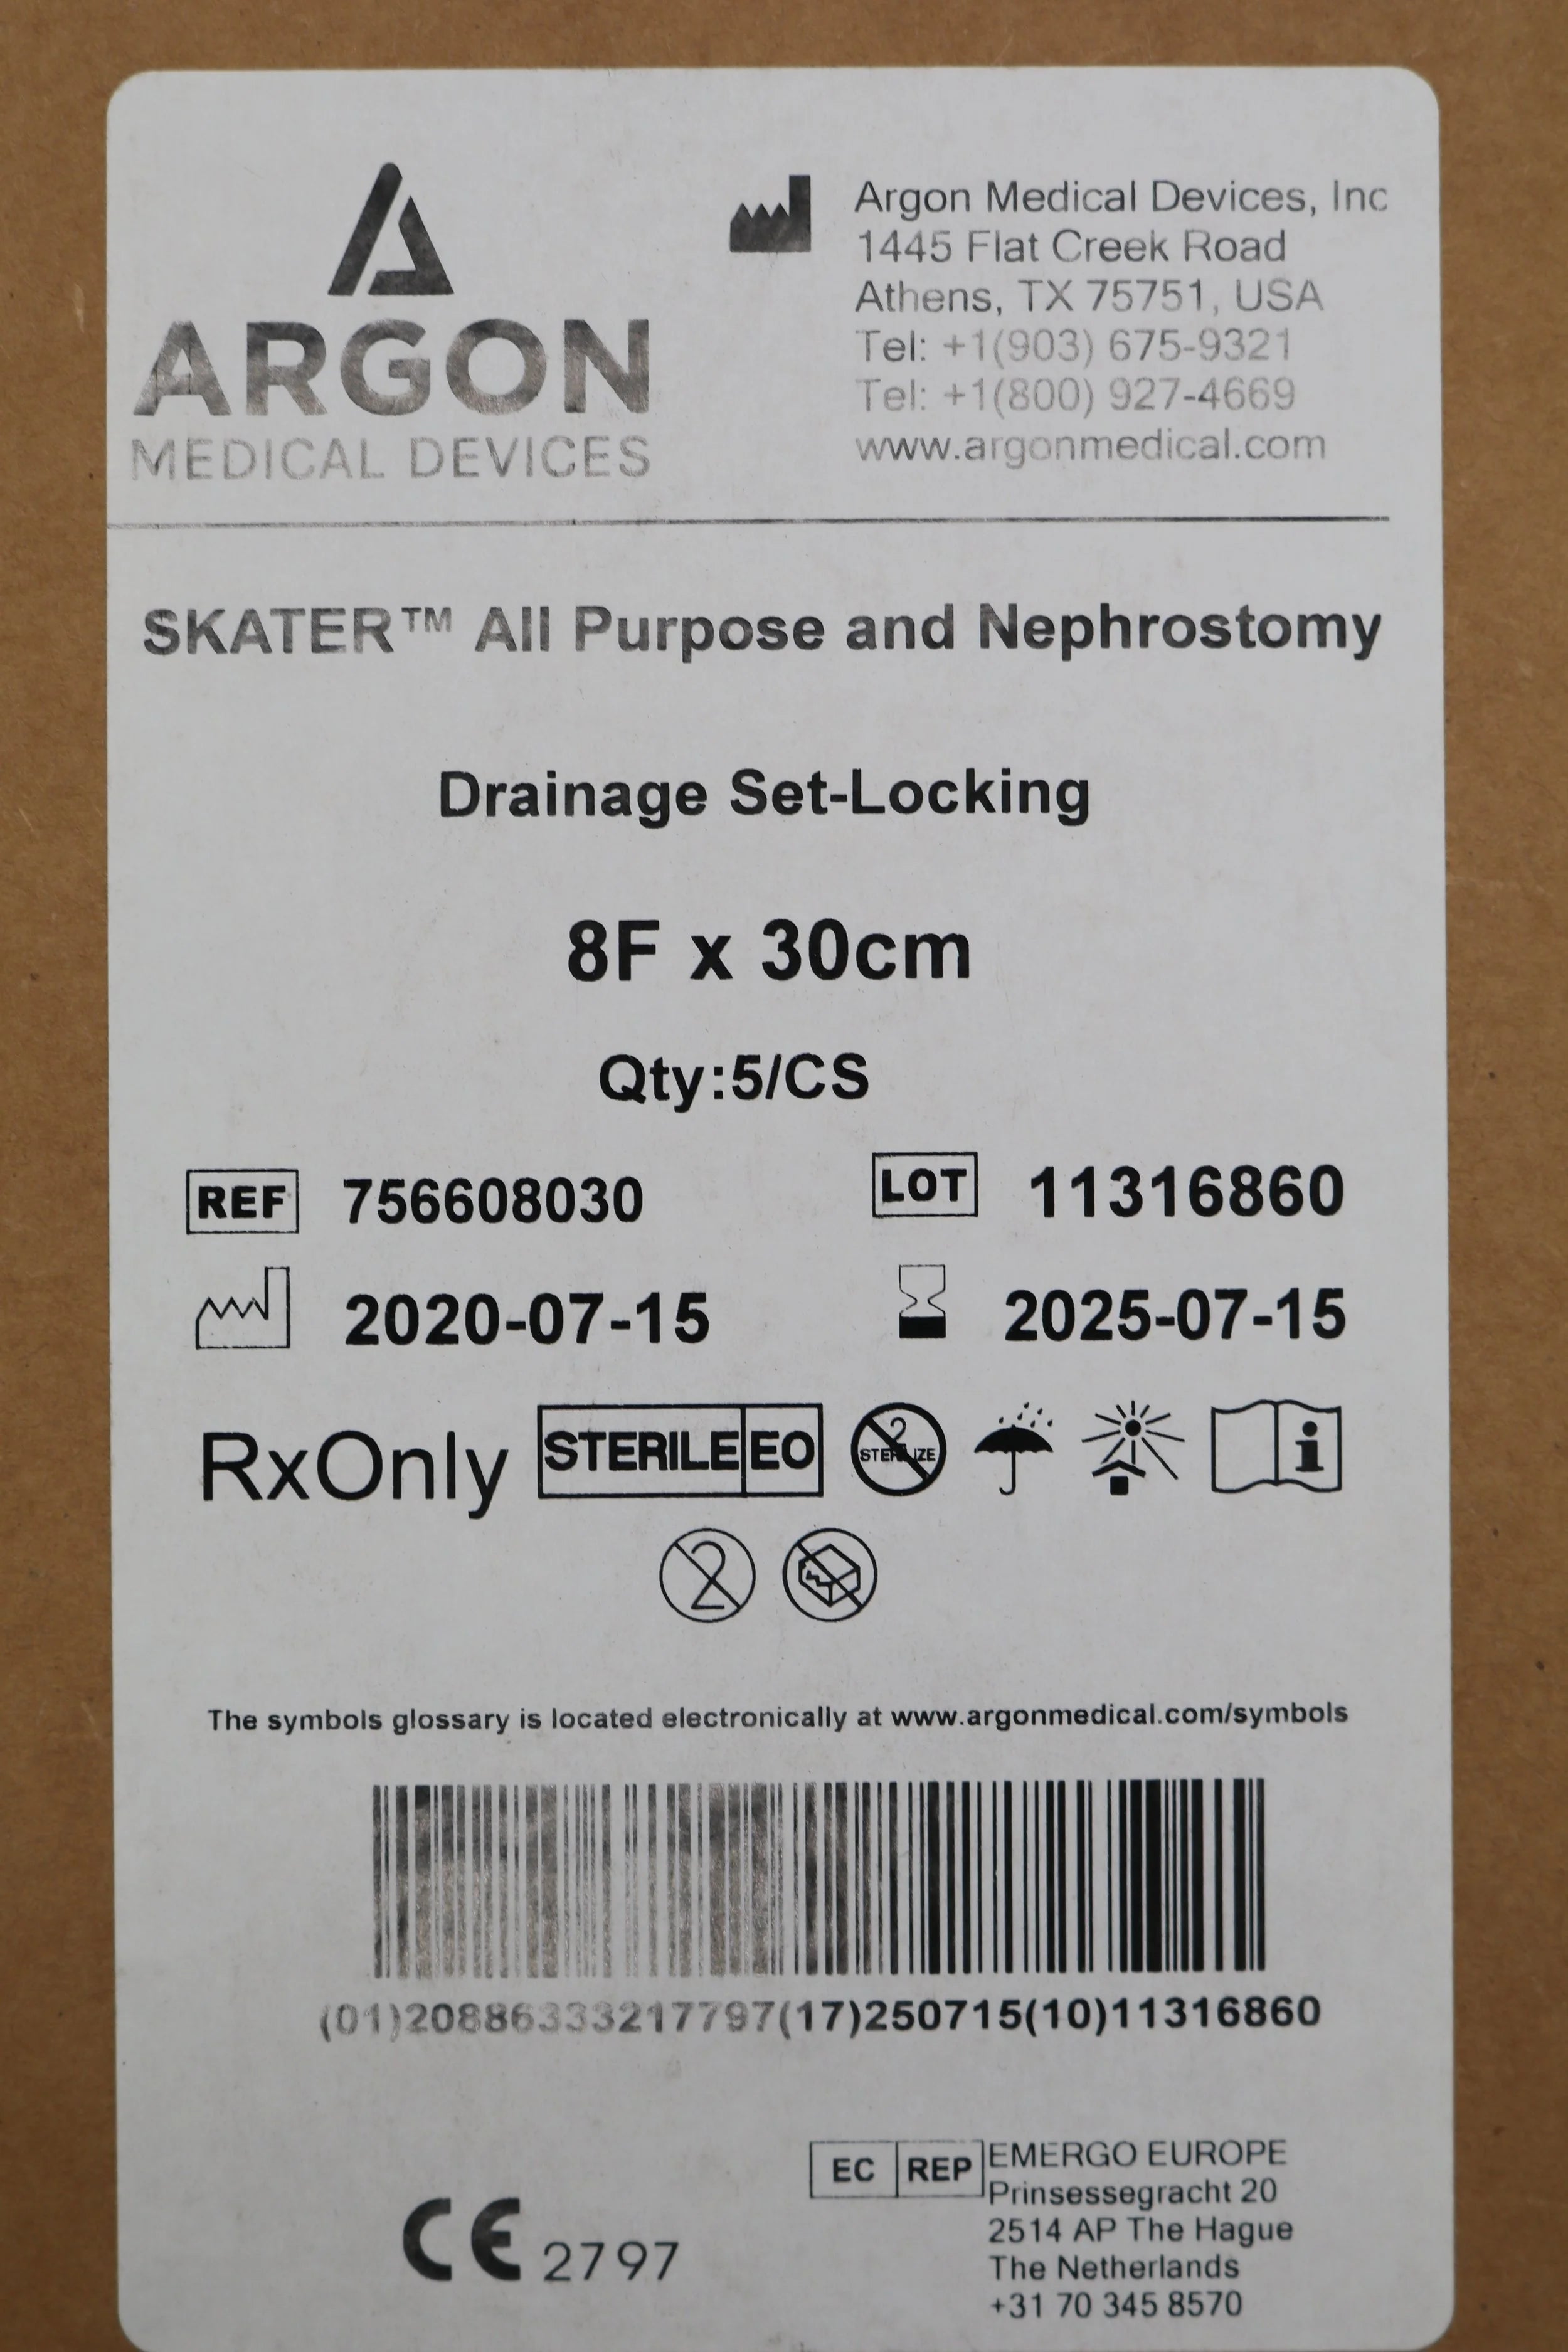 ARGON
MEDICAL DEVICES
Argon Medical Devices, Inc
1445 Flat Creek Road
Athens, TX 75751, USA
Tel: +1(903) 675-9321
Tel: +1(800) 927-4669
www.argonmedical.com
SKATER™ All Purpose and Nephrostomy
Drainage Set-Locking
8F x 30cm
Qty:5/CS
REF 756608030
LOT 11316860
2020-07-15
2025-07-15
RxOnly STERILE EO 2 STERILIZE i
2
The symbols glossary is located electronically at www.argonmedical.com/symbols
(01)20886333217797(17)250715(10)11316860
CE 2797
EC REP EMERGO EUROPE
Prinsessegracht 20
2514 AP The Hague
The Netherlands
+31 70 345 8570